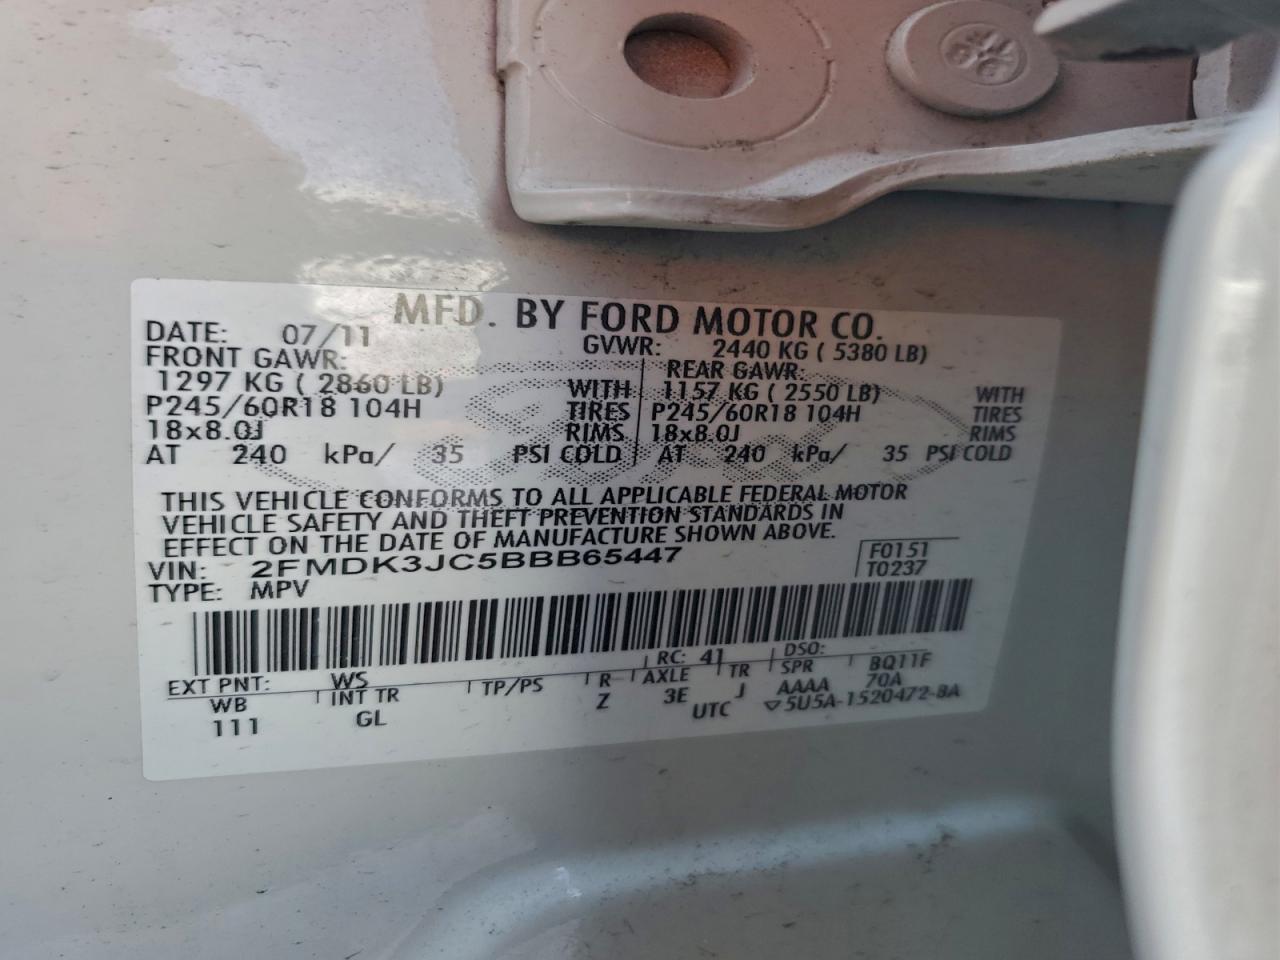 MFD. BY FORD MOTOR CO.
DATE: 07/11 GVWR: 2440 KG ( 5380 LB)
FRONT GAWR: REAR GAWR:
1297 KG ( 2860 LB) WITH 1157 KG ( 2550 LB) WITH
P245/60R18 104H TIRES P245/60R18 104H TIRES
18x8.0J RIMS 18x8.0J RIMS
AT 240 kPa/ 35 PSI COLD AT 240 kPa/ 35 PSI COLD
THIS VEHICLE CONFORMS TO ALL APPLICABLE FEDERAL MOTOR
VEHICLE SAFETY AND THEFT PREVENTION STANDARDS IN
EFFECT ON THE DATE OF MANUFACTURE SHOWN ABOVE.
VIN: 2FMDK3JC5BBB65447 F0151
TYPE: MPV T0237
EXT PNT: WS RC: 41 DSO: BQ11F
WB INT TR TP/PS R AXLE TR SPR 70A
111 GL Z 3E J AAAA
UTC ▽5U5A-1520472-BA